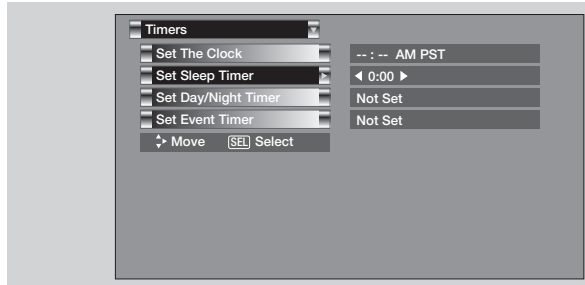 Timers
Set The Clock -- : -- AM PST
Set Sleep Timer 0:00
Set Day/Night Timer Not Set
Set Event Timer Not Set
Move SEL Select